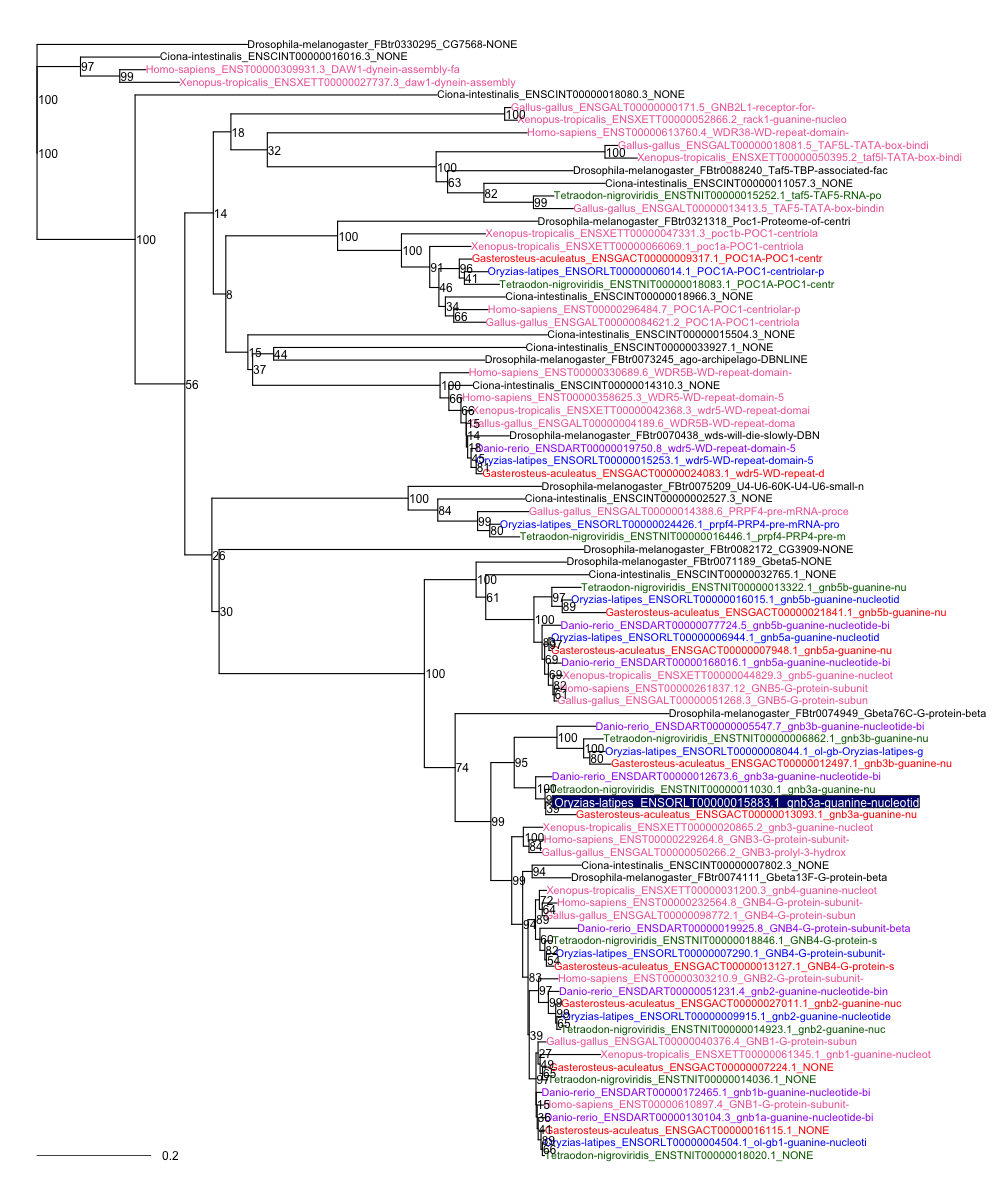 Drosophila-melanogaster_FBtr0330295_CG7568-NONE
Ciona-intestinalis_ENSCINT00000016016.3_NONE
97
Homo-sapiens_ENST00000309931.3_DAW1-dynein-assembly-fa
99
Xenopus-tropicalis_ENSXETT00000027737.3_daw1-dynein-assembly
100
Ciona-intestinalis_ENSCINT00000018080.3_NONE
Gallus-gallus_ENSGALT00000000171.5_GNB2L1-receptor-for-
100
Xenopus-tropicalis_ENSXETT00000052866.2_rack1-guanine-nucleo
18
Homo-sapiens_ENST00000613760.4_WDR38-WD-repeat-domain-
32
Gallus-gallus_ENSGALT00000018081.5_TAF5L-TATA-box-bindi
100
100
Xenopus-tropicalis_ENSXETT00000050395.2_taf5l-TATA-box-bindi
100
Drosophila-melanogaster_FBtr0088240_Taf5-TBP-associated-fac
63
Ciona-intestinalis_ENSCINT00000011057.3_NONE
82
Tetraodon-nigroviridis_ENSTNIT00000015252.1_taf5-TAF5-RNA-po
99
Gallus-gallus_ENSGALT00000013413.5_TAF5-TATA-box-bindin
14
Drosophila-melanogaster_FBtr0321318_Poc1-Proteome-of-centri
100
Xenopus-tropicalis_ENSXETT00000047331.3_poc1b-POC1-centriola
100
100
Xenopus-tropicalis_ENSXETT00000066069.1_poc1a-POC1-centriola
Gasterosteus-aculeatus_ENSGACT00000009317.1_POC1A-POC1-centr
91
96
Oryzias-latipes_ENSORLT00000006014.1_POC1A-POC1-centriolar-p
41
Tetraodon-nigroviridis_ENSTNIT00000018083.1_POC1A-POC1-centr
46
8
Ciona-intestinalis_ENSCINT00000018966.3_NONE
34
Homo-sapiens_ENST00000296484.7_POC1A-POC1-centriolar-p
66
Gallus-gallus_ENSGALT00000084621.2_POC1A-POC1-centriola
Ciona-intestinalis_ENSCINT00000015504.3_NONE
Ciona-intestinalis_ENSCINT00000033927.1_NONE
15
44
Drosophila-melanogaster_FBtr0073245_ago-archipelago-DBNLINE
37
Homo-sapiens_ENST00000330689.6_WDR5B-WD-repeat-domain-
56
100
Ciona-intestinalis_ENSCINT00000014310.3_NONE
66
Homo-sapiens_ENST00000358625.3_WDR5-WD-repeat-domain-5
66
Xenopus-tropicalis_ENSXETT00000042368.3_wdr5-WD-repeat-domai
15
Gallus-gallus_ENSGALT00000004189.6_WDR5B-WD-repeat-doma
14
Drosophila-melanogaster_FBtr0070438_wds-will-die-slowly-DBN
18
Danio-rerio_ENSDART00000019750.8_wdr5-WD-repeat-domain-5
45
Oryzias-latipes_ENSORLT00000015253.1_wdr5-WD-repeat-domain-5
81
Gasterosteus-aculeatus_ENSGACT00000024083.1_wdr5-WD-repeat-d
Drosophila-melanogaster_FBtr0075209_U4-U6-60K-U4-U6-small-n
100
Ciona-intestinalis_ENSCINT00000002527.3_NONE
84
Gallus-gallus_ENSGALT00000014388.6_PRPF4-pre-mRNA-proce
99
Oryzias-latipes_ENSORLT00000024426.1_prpf4-PRP4-pre-mRNA-pro
80
Tetraodon-nigroviridis_ENSTNIT00000016446.1_prpf4-PRP4-pre-m
26
Drosophila-melanogaster_FBtr0082172_CG3909-NONE
Drosophila-melanogaster_FBtr0071189_Gbeta5-NONE
100
Ciona-intestinalis_ENSCINT00000032765.1_NONE
Tetraodon-nigroviridis_ENSTNIT00000013322.1_gnb5b-guanine-nu
61
97
Oryzias-latipes_ENSORLT00000016015.1_gnb5b-guanine-nucleotid
89
30
Gasterosteus-aculeatus_ENSGACT00000021841.1_gnb5b-guanine-nu
100
Danio-rerio_ENSDART00000077724.5_gnb5b-guanine-nucleotide-bi
Oryzias-latipes_ENSORLT00000006944.1_gnb5a-guanine-nucleotid
Gasterosteus-aculeatus_ENSGACT00000007948.1_gnb5a-guanine-nu
69
Danio-rerio_ENSDART00000168016.1_gnb5a-guanine-nucleotide-bi
100
69
Xenopus-tropicalis_ENSXETT00000044829.3_gnb5-guanine-nucleot
82
Homo-sapiens_ENST00000261837.12_GNB5-G-protein-subunit
61
Gallus-gallus_ENSGALT00000051268.3_GNB5-G-protein-subun
Drosophila-melanogaster_FBtr0074949_Gbeta76C-G-protein-beta
Danio-rerio_ENSDART00000005547.7_gnb3b-guanine-nucleotide-bi
100
Tetraodon-nigroviridis_ENSTNIT00000006862.1_gnb3b-guanine-nu
100
Oryzias-latipes_ENSORLT00000008044.1_ol-gb-Oryzias-latipes-g
80
Gasterosteus-aculeatus_ENSGACT00000012497.1_gnb3b-guanine-nu
95
74
Danio-rerio_ENSDART00000012673.6_gnb3a-guanine-nucleotide-bi
100
Tetraodon-nigroviridis_ENSTNIT00000011030.1_gnb3a-guanine-nu
Oryzias-latipes_ENSORLT00000015883.1_gnb3a-guanine-nucleotid
39
Gasterosteus-aculeatus_ENSGACT00000013093.1_gnb3a-guanine-nu
99
Xenopus-tropicalis_ENSXETT00000020865.2_gnb3-guanine-nucleot
100
Homo-sapiens_ENST00000229264.8_GNB3-G-protein-subunit-
84
Gallus-gallus_ENSGALT00000050266.2_GNB3-prolyl-3-hydrox
Ciona-intestinalis_ENSCINT00000007802.3_NONE
94
99
Drosophila-melanogaster_FBtr0074111_Gbeta13F-G-protein-beta
Xenopus-tropicalis_ENSXETT00000031200.3_gnb4-guanine-nucleot
72
Homo-sapiens_ENST00000232564.8_GNB4-G-protein-subunit-
64
Gallus-gallus_ENSGALT00000098772.1_GNB4-G-protein-subun
89
94
Danio-rerio_ENSDART00000019925.8_GNB4-G-protein-subunit-beta
60
Tetraodon-nigroviridis_ENSTNIT00000018846.1_GNB4-G-protein-s
82
Oryzias-latipes_ENSORLT00000007290.1_GNB4-G-protein-subunit-
54
Gasterosteus-aculeatus_ENSGACT00000013127.1_GNB4-G-protein-s
83
Homo-sapiens_ENST00000303210.9_GNB2-G-protein-subunit-
97
Danio-rerio_ENSDART00000051231.4_gnb2-guanine-nucleotide-bin
99
Gasterosteus-aculeatus_ENSGACT00000027011.1_gnb2-guanine-nuc
98
Oryzias-latipes_ENSORLT00000009915.1_gnb2-guanine-nucleotide
65
Tetraodon-nigroviridis_ENSTNIT00000014923.1_gnb2-guanine-nuc
39
Gallus-gallus_ENSGALT00000040376.4_GNB1-G-protein-subun
27
Xenopus-tropicalis_ENSXETT00000061345.1_gnb1-guanine-nucleot
49
Gasterosteus-aculeatus_ENSGACT00000007224.1_NONE
65
97
Tetraodon-nigroviridis_ENSTNIT00000014036.1_NONE
Danio-rerio_ENSDART00000172465.1_gnb1b-guanine-nucleotide-bi
15
Homo-sapiens_ENST00000610897.4_GNB1-G-protein-subunit-
36
Danio-rerio_ENSDART00000130104.3_gnb1a-guanine-nucleotide-bi
41
Gasterosteus-aculeatus_ENSGACT00000016115.1_NONE
89
Oryzias-latipes_ENSORLT00000004504.1_ol-gb1-guanine-nucleoti
66
Tetraodon-nigroviridis_ENSTNIT00000018020.1_NONE
0.2